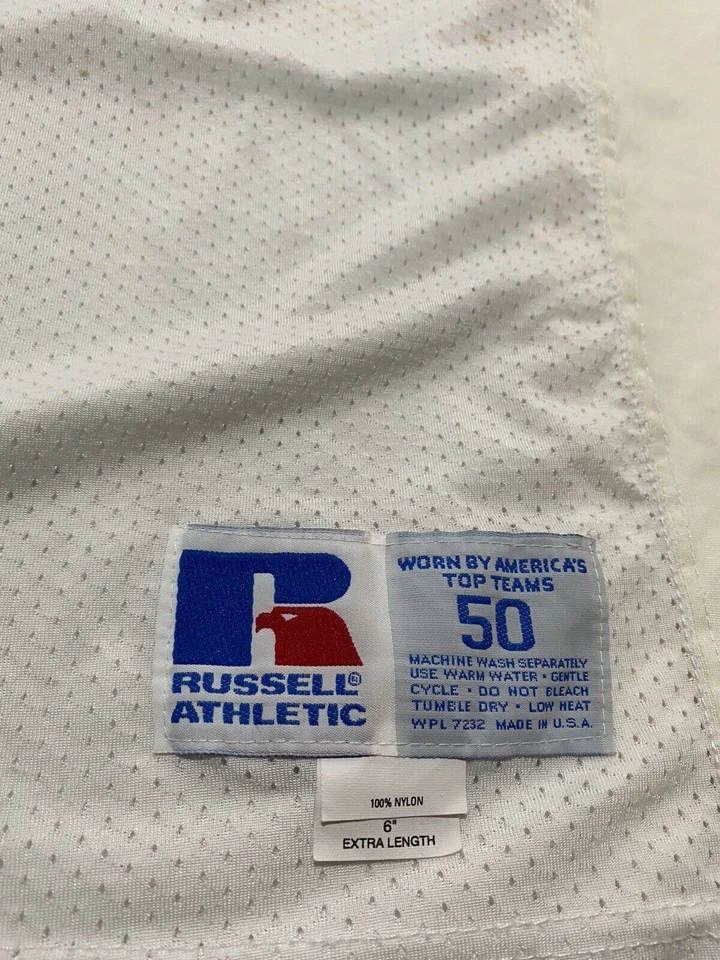 RUSSELL®
ATHLETIC
WORN BY AMERICA'S
TOP TEAMS
50
MACHINE WASH SEPARATELY
USE WARM WATER · GENTLE
CYCLE · DO NOT BLEACH
TUMBLE DRY · LOW HEAT
WPL 7232 MADE IN U.S.A.
100% NYLON
6"
EXTRA LENGTH